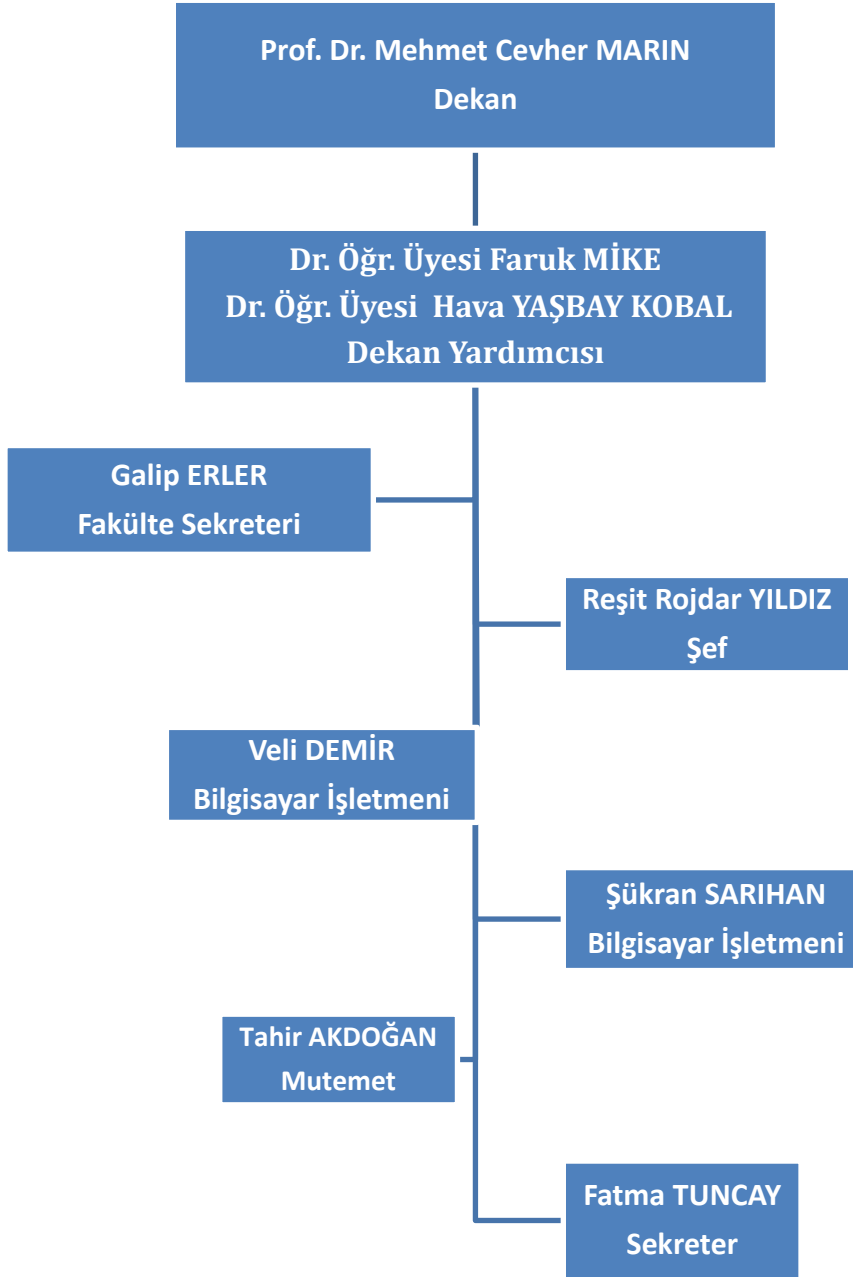 Prof. Dr. Mehmet Cevher MARIN
Dekan
Dr. Öğr. Üyesi Faruk MİKE
Dr. Öğr. Üyesi  Hava YAŞBAY KOBAL
Dekan Yardımcısı
Galip ERLER
Fakülte Sekreteri
Reşit Rojdar YILDIZ
Şef
Veli DEMİR
Bilgisayar İşletmeni
Şükran SARIHAN
Bilgisayar İşletmeni
Tahir AKDOĞAN
Mutemet
Fatma TUNCAY
Sekreter